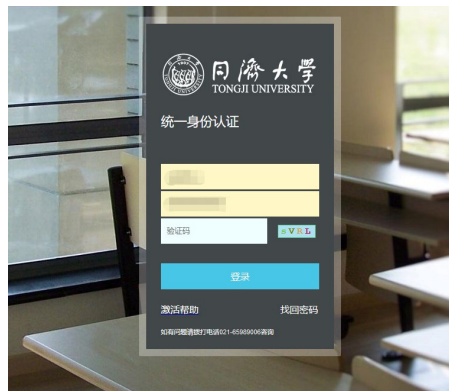 同濟大學
TONGJI UNIVERSITY
统一身份认证
验证码
登录
激活帮助 找回密码
如有问题请拨打电话021-65989006咨询